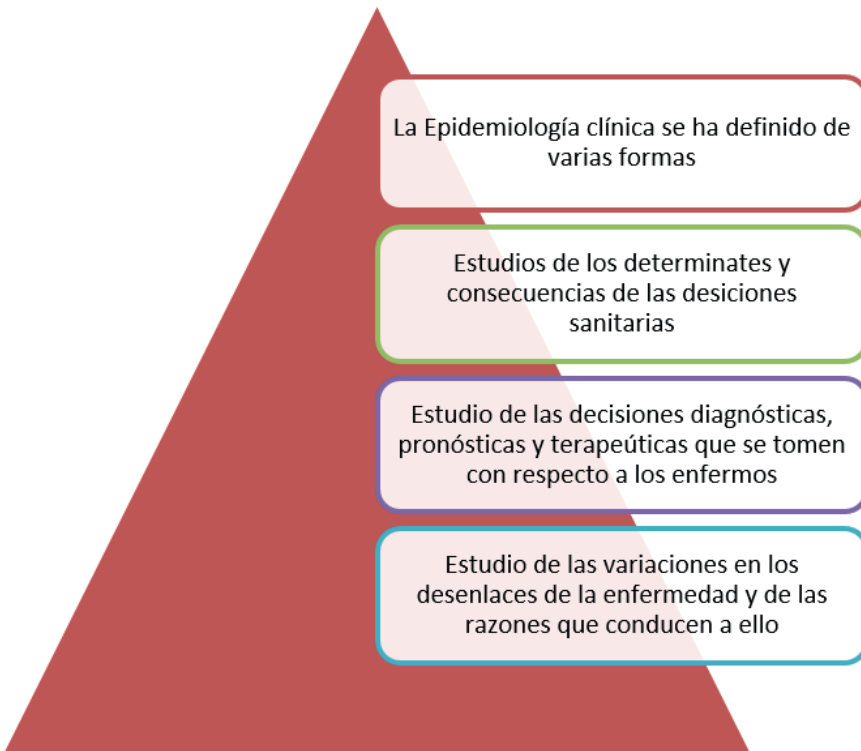 La Epidemiología clínica se ha definido de
varias formas
Estudios de los determinates y
consecuencias de las desiciones
sanitarias
Estudio de las decisiones diagnósticas,
pronósticas y terapeúticas que se tomen
con respecto a los enfermos
Estudio de las variaciones en los
desenlaces de la enfermedad y de las
razones que conducen a ello